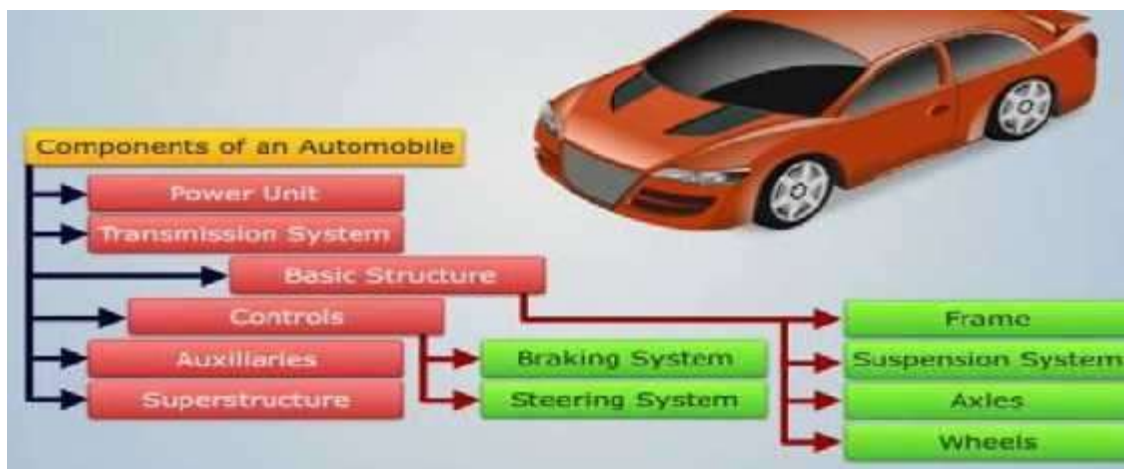 Components of an Automobile
Power Unit
Transmission System
Basic Structure
Controls
Frame
Auxiliaries
Braking System
Suspension System
Superstructure
Steering System
Axles
Wheels